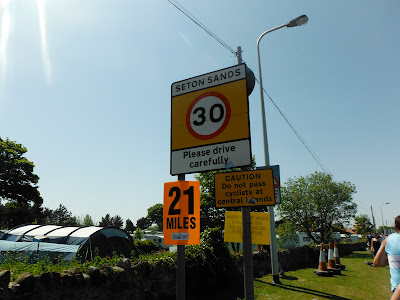 SETON SANDS
30
Please drive
carefully
CAUTION
Do not pass
cyclists at
central islands
21
MILES